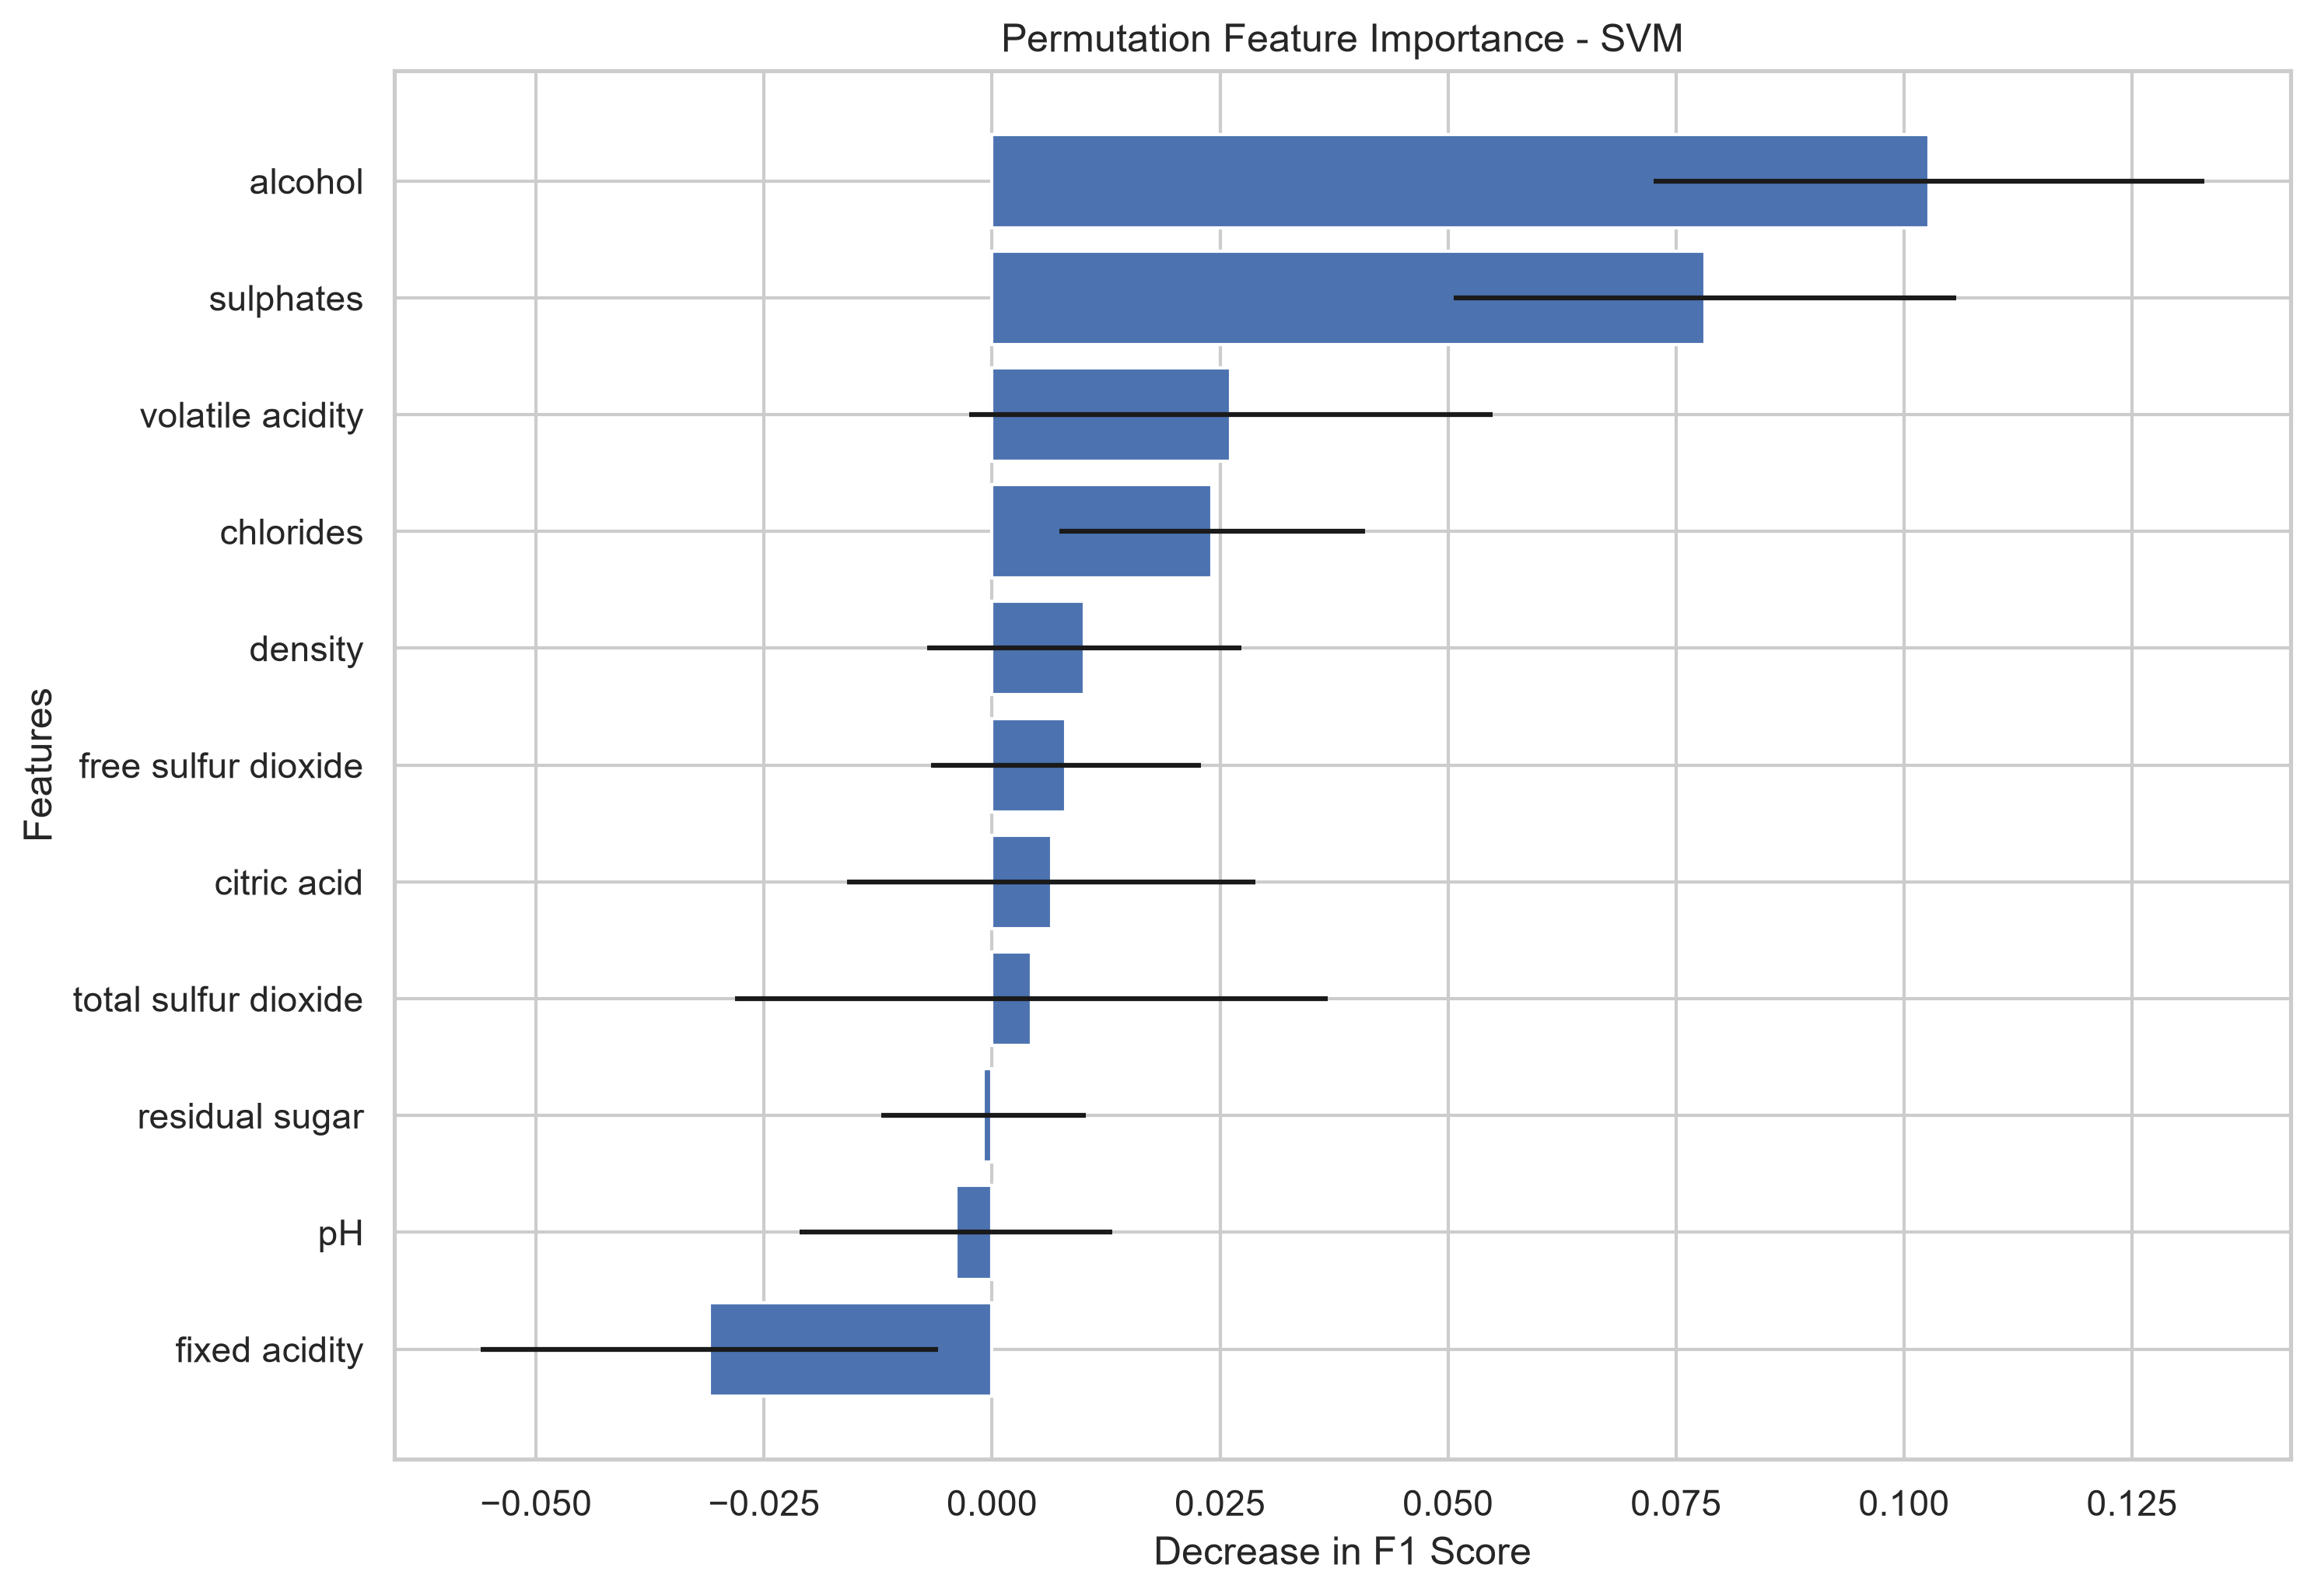 Permutation Feature Importance - SVM
Features
alcohol
sulphates
volatile acidity
chlorides
density
free sulfur dioxide
citric acid
total sulfur dioxide
residual sugar
pH
fixed acidity
−0.050 −0.025 0.000 0.025 0.050 0.075 0.100 0.125
Decrease in F1 Score